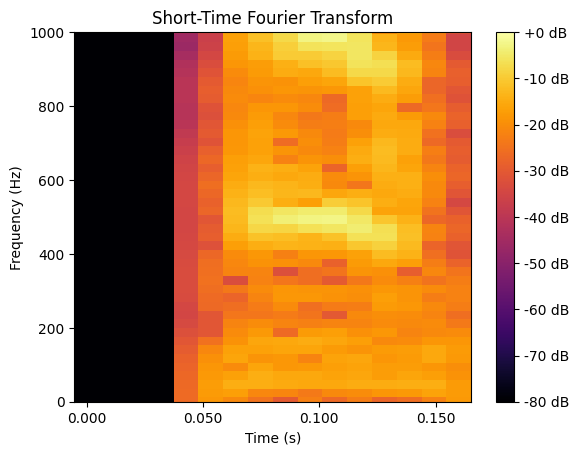 Short-Time Fourier Transform
1000
800
600
400
200
0
Frequency (Hz)
0.000
0.050
0.100
0.150
Time (s)
+0 dB
-10 dB
-20 dB
-30 dB
-40 dB
-50 dB
-60 dB
-70 dB
-80 dB